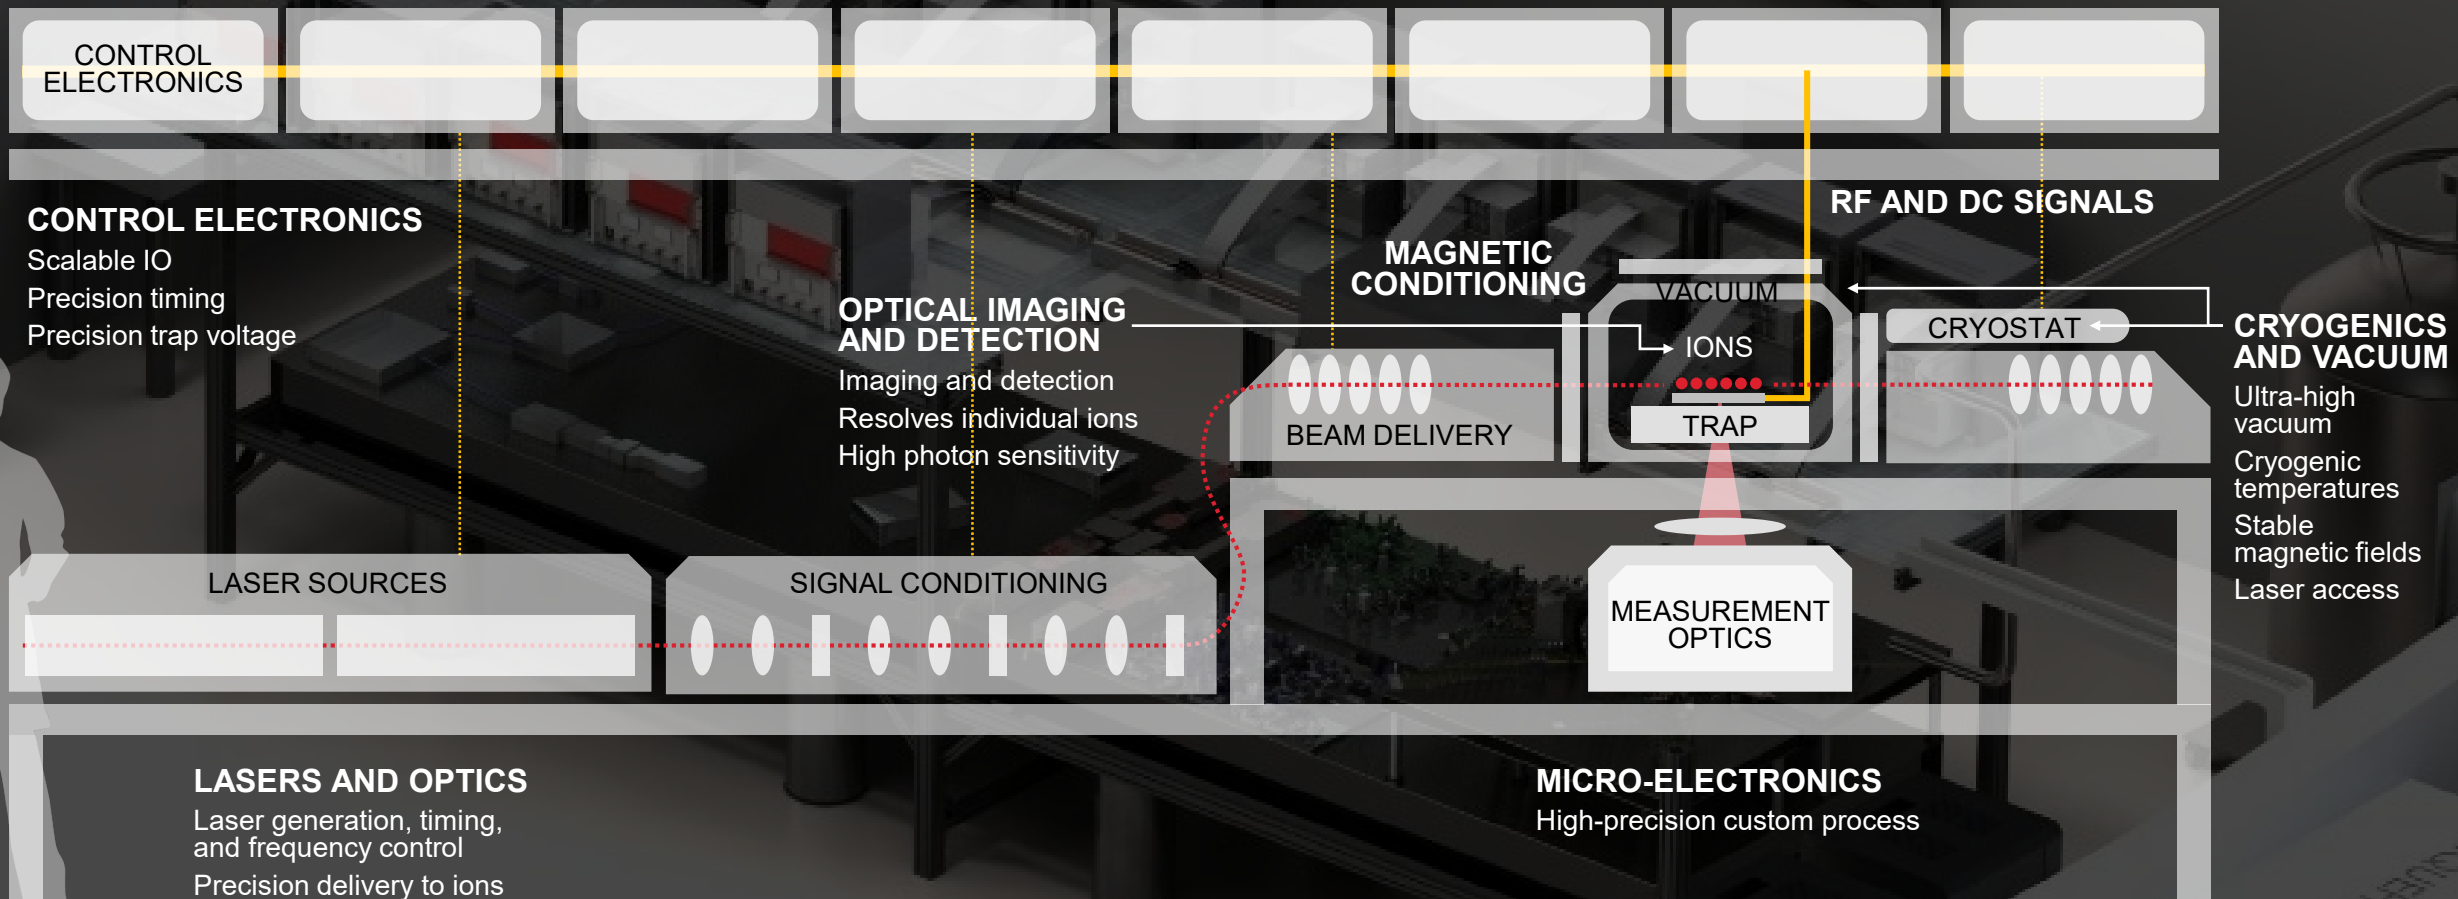 CONTROL
ELECTRONICS
CONTROL ELECTRONICS
Scalable IO
Precision timing
Precision trap voltage
OPTICAL IMAGING
AND DETECTION
Imaging and detection
Resolves individual ions
High photon sensitivity
MAGNETIC
CONDITIONING
RF AND DC SIGNALS
VACUUM
IONS
TRAP
CRYOSTAT
BEAM DELIVERY
CRYOGENICS
AND VACUUM
Ultra-high
vacuum
Cryogenic
temperatures
Stable
magnetic fields
Laser access
LASER SOURCES
SIGNAL CONDITIONING
MEASUREMENT
OPTICS
LASERS AND OPTICS
Laser generation, timing,
and frequency control
Precision delivery to ions
MICRO-ELECTRONICS
High-precision custom process